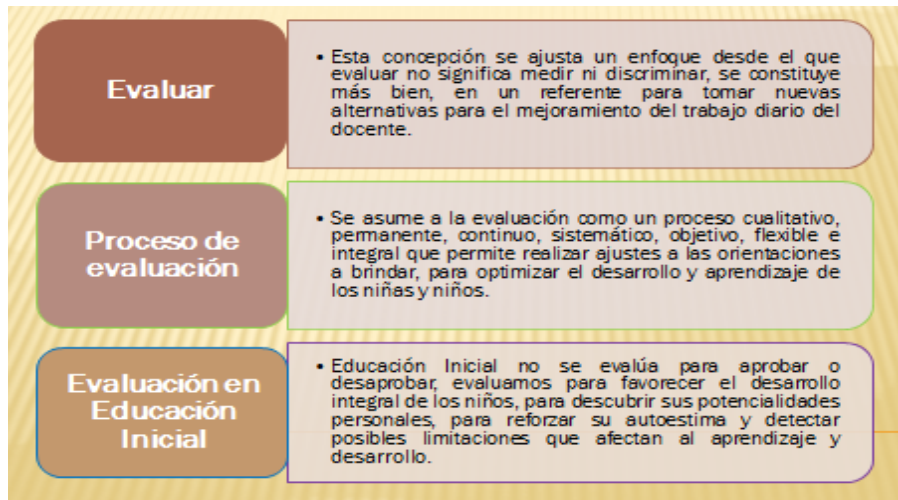 Evaluar
• Esta concepción se ajusta un enfoque desde el que
evaluar no significa medir ni discriminar, se constituye
más bien, en un referente para tomar nuevas
alternativas para el mejoramiento del trabajo diario del
docente.
Proceso de
evaluación
• Se asume a la evaluación como un proceso cualitativo,
permanente, continuo, sistemático, objetivo, flexible e
integral que permite realizar ajustes a las orientaciones
a brindar, para optimizar el desarrollo y aprendizaje de
los niñas y niños.
Evaluación en
Educación
Inicial
• Educación Inicial no se evalúa para aprobar o
desaprobar, evaluamos para favorecer el desarrollo
integral de los niños, para descubrir sus potencialidades
personales, para reforzar su autoestima y detectar
posibles limitaciones que afectan al aprendizaje y
desarrollo.